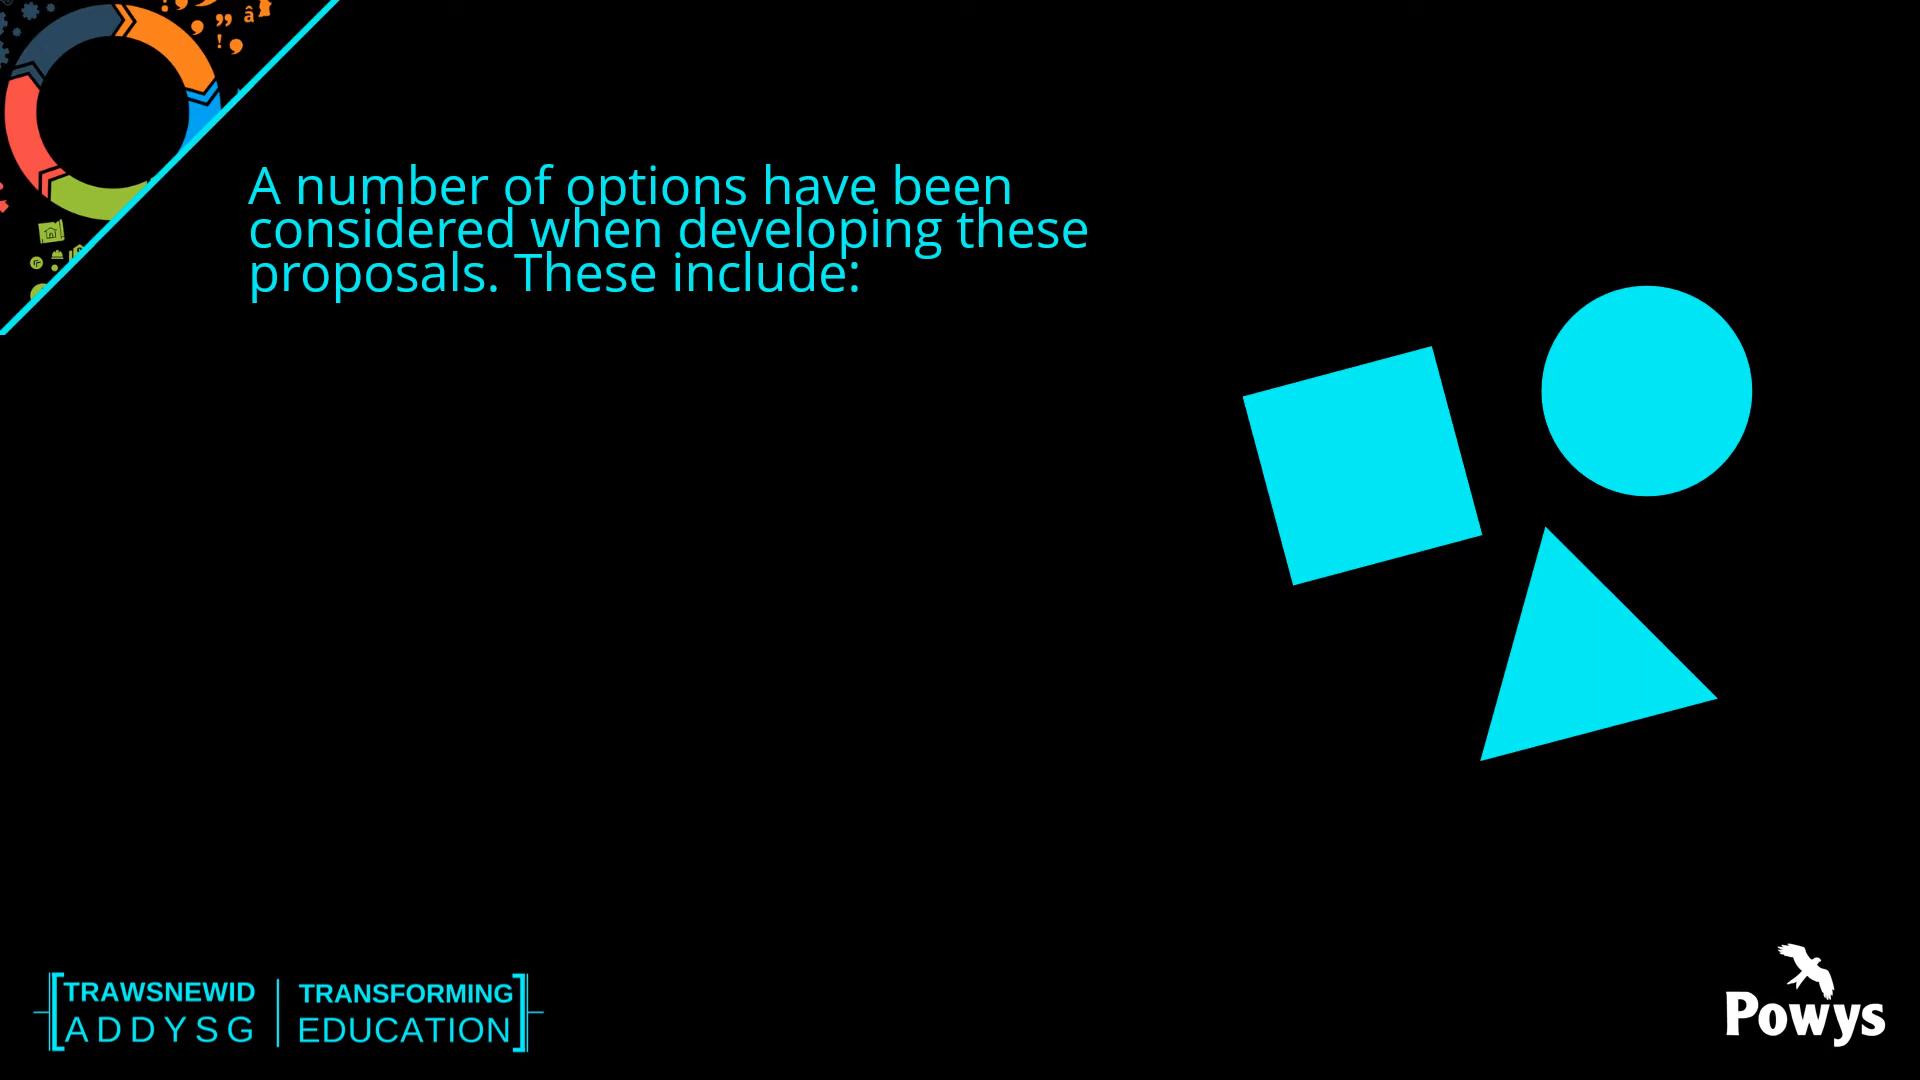 A number of options have been
considered when developing these
proposals. These include:
TRAWSNEWID
ADDYSG
TRANSFORMING
EDUCATION
Powys